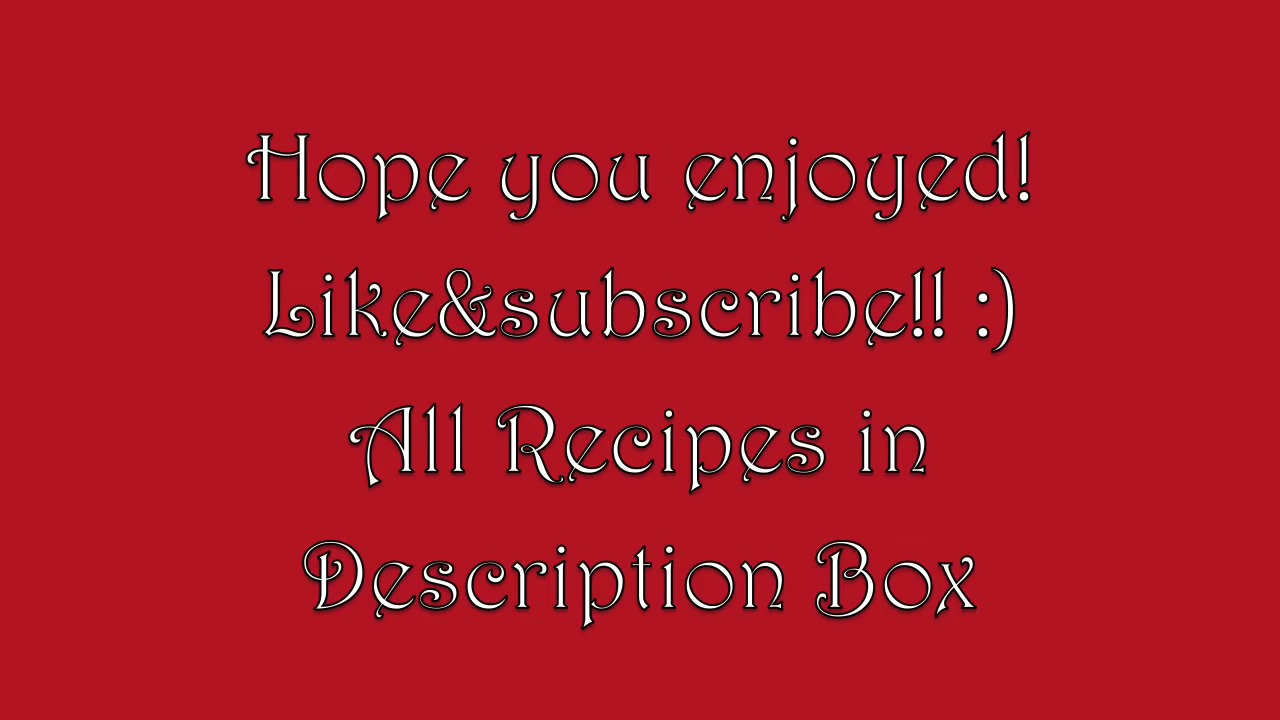 Hope you enjoyed!
Like&subscribe!! :)
All Recipes in
Description Box